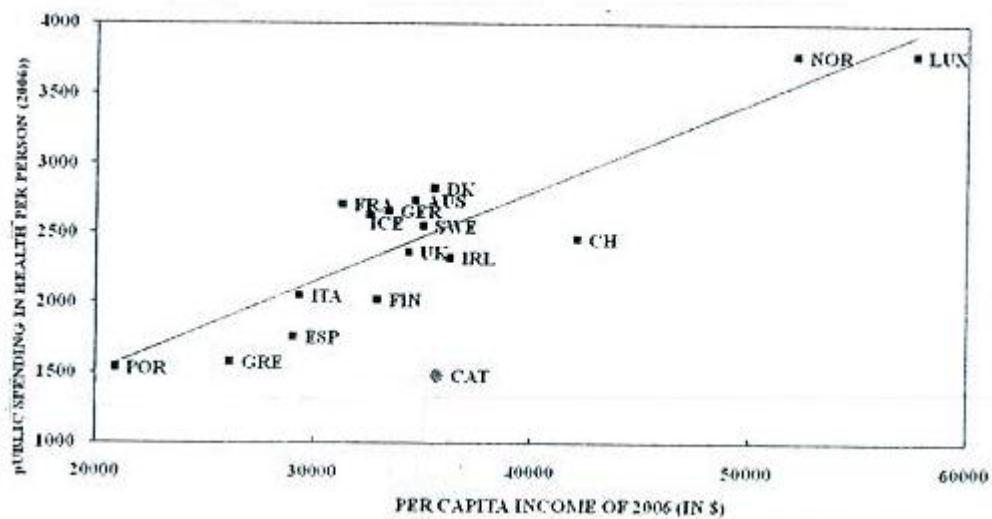 pUBLIC SPENDING IN HEALTH PER PERSON (2006))
4000
3500
3000
2500
2000
1500
1000
NOR
LUX
DK
AUS
FRA
GER
ICE
SWE
UK
IRL
CH
ITA
FIN
ESP
POR
GRE
CAT
20000
30000
40000
50000
60000
PER CAPITA INCOME OF 2006 (IN $)